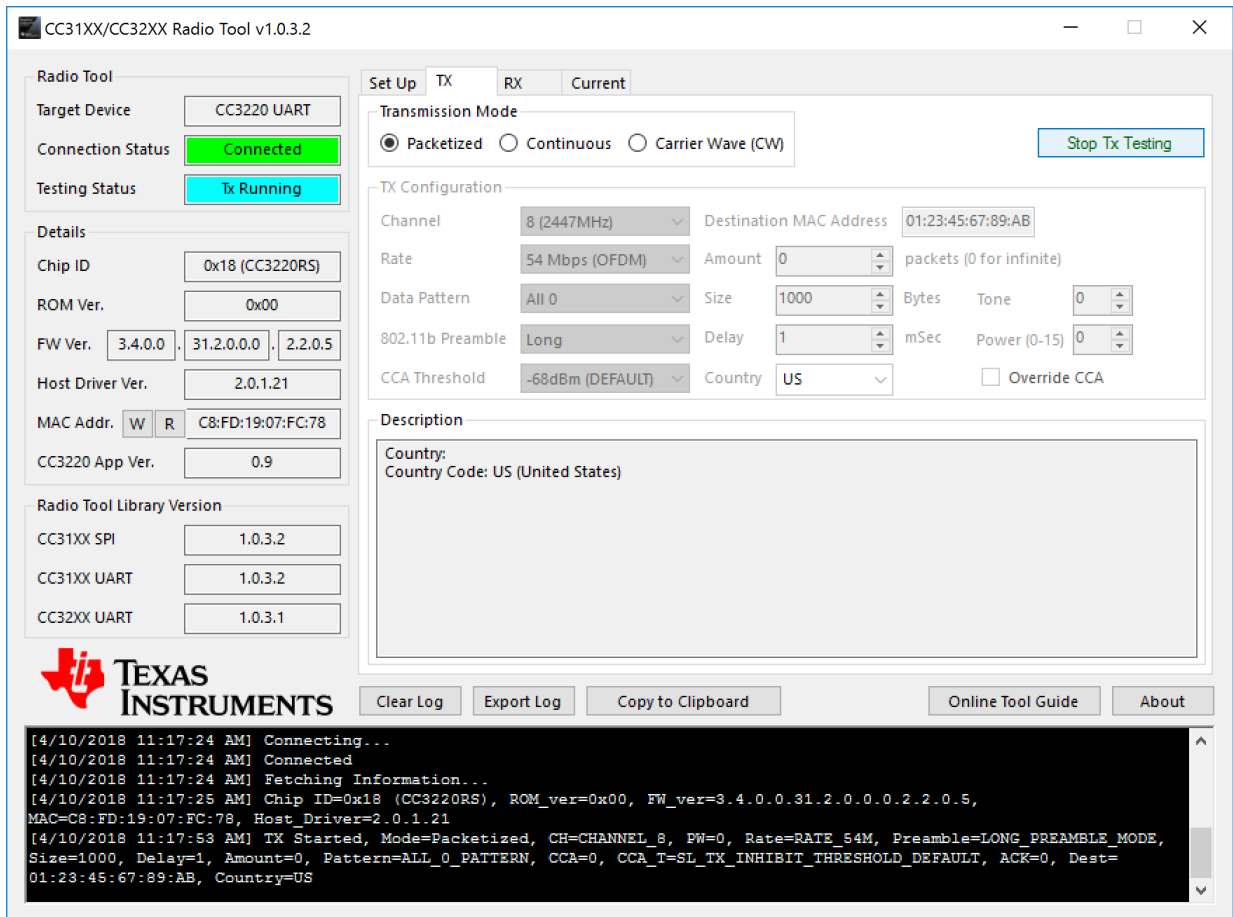 CC31XX/CC32XX Radio Tool v1.0.3.2
Radio Tool
Target Device CC3220 UART
Connection Status Connected
Testing Status Tx Running
Details
Chip ID 0x18 (CC3220RS)
ROM Ver. 0x00
FW Ver. 3.4.0.0 . 31.2.0.0.0 . 2.2.0.5
Host Driver Ver. 2.0.1.21
MAC Addr. W R C8:FD:19:07:FC:78
CC3220 App Ver. 0.9
Radio Tool Library Version
CC31XX SPI 1.0.3.2
CC31XX UART 1.0.3.2
CC32XX UART 1.0.3.1
TEXAS
INSTRUMENTS
Set Up TX RX Current
Transmission Mode
Packetized Continuous Carrier Wave (CW)
Stop Tx Testing
TX Configuration
Channel 8 (2447MHz) Destination MAC Address 01:23:45:67:89:AB
Rate 54 Mbps (OFDM) Amount 0 packets (0 for infinite)
Data Pattern All 0 Size 1000 Bytes Tone 0
802.11b Preamble Long Delay 1 mSec Power (0-15) 0
CCA Threshold -68dBm (DEFAULT) Country US Override CCA
Description
Country:
Country Code: US (United States)
Clear Log Export Log Copy to Clipboard Online Tool Guide About
[4/10/2018 11:17:24 AM] Connecting...
[4/10/2018 11:17:24 AM] Connected
[4/10/2018 11:17:24 AM] Fetching Information...
[4/10/2018 11:17:25 AM] Chip ID=0x18 (CC3220RS), ROM_ver=0x00, FW_ver=3.4.0.0.31.2.0.0.0.2.2.0.5,
MAC=C8:FD:19:07:FC:78, Host_Driver=2.0.1.21
[4/10/2018 11:17:53 AM] TX Started, Mode=Packetized, CH=CHANNEL_8, PW=0, Rate=RATE_54M, Preamble=LONG_PREAMBLE_MODE,
Size=1000, Delay=1, Amount=0, Pattern=ALL_0_PATTERN, CCA=0, CCA_T=SL_TX_INHIBIT_THRESHOLD_DEFAULT, ACK=0, Dest=
01:23:45:67:89:AB, Country=US